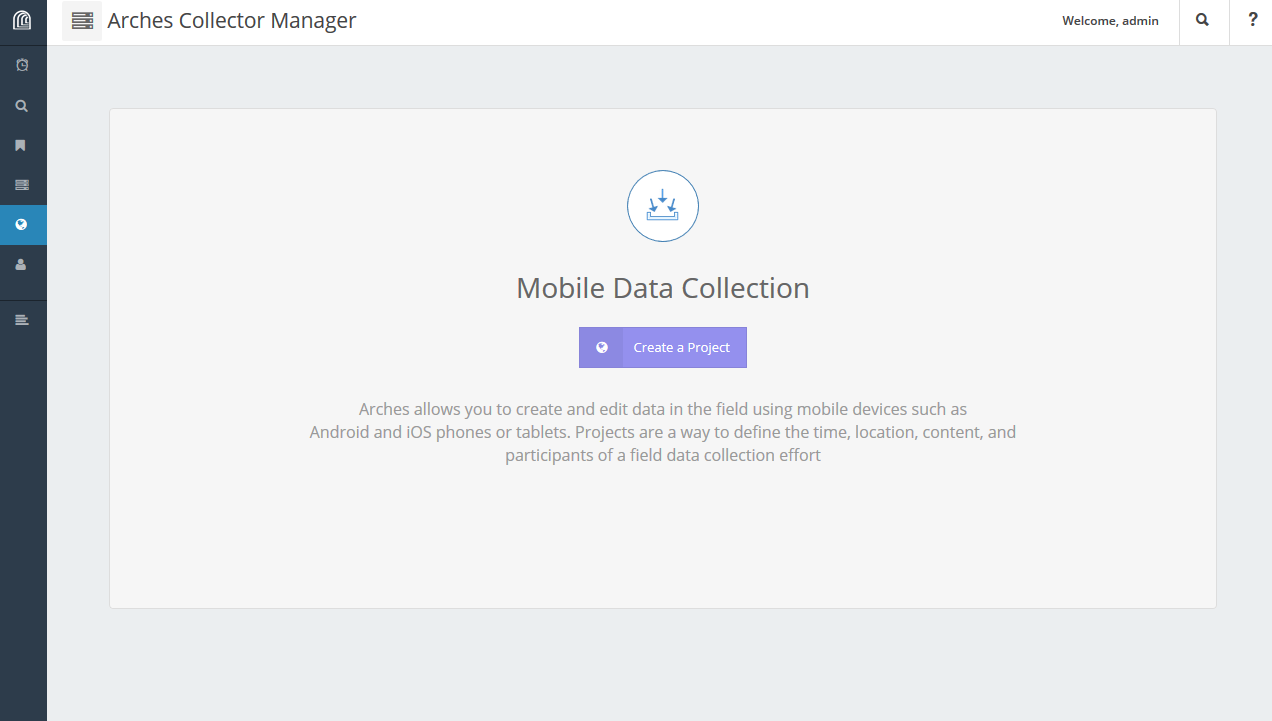 Arches Collector Manager
Welcome, admin
?
Mobile Data Collection
Create a Project
Arches allows you to create and edit data in the field using mobile devices such as
Android and iOS phones or tablets. Projects are a way to define the time, location, content, and
participants of a field data collection effort